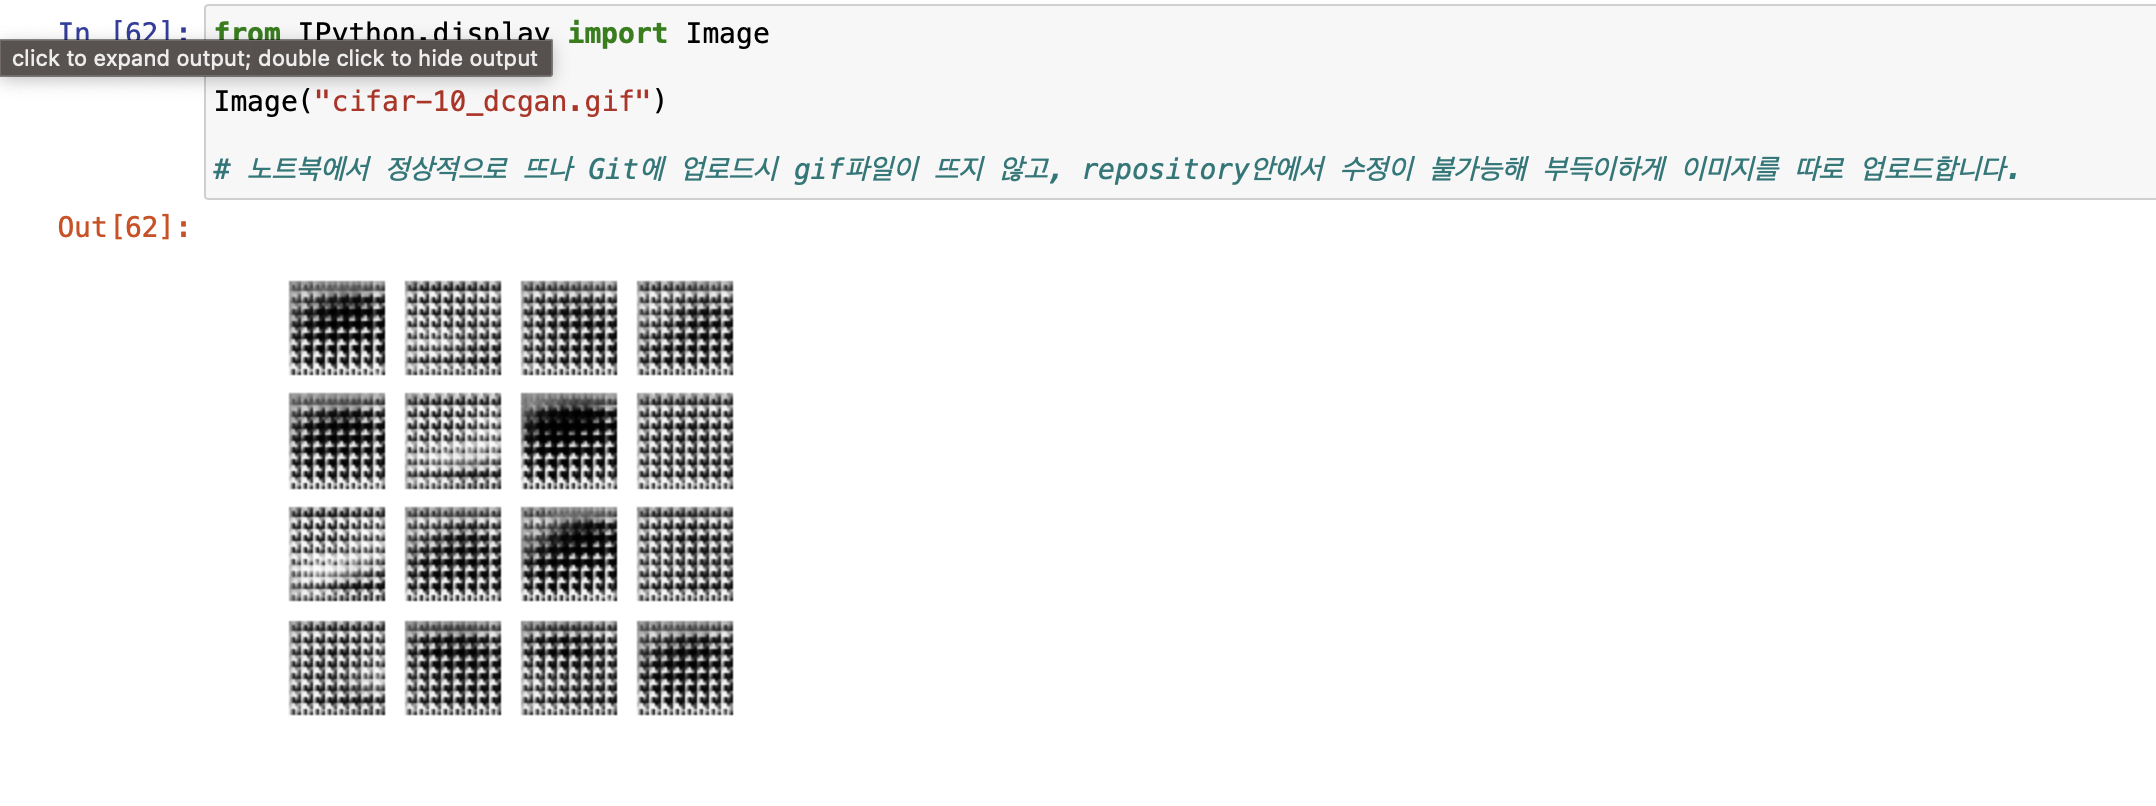 In [62]: from IPython.display import Image
click to expand output; double click to hide output
Image("cifar-10_dcgan.gif")
# 노트북에서 정상적으로 뜨나 Git에 업로드시 gif파일이 뜨지 않고, repository안에서 수정이 불가능해 부득이하게 이미지를 따로 업로드합니다.
Out[62]: